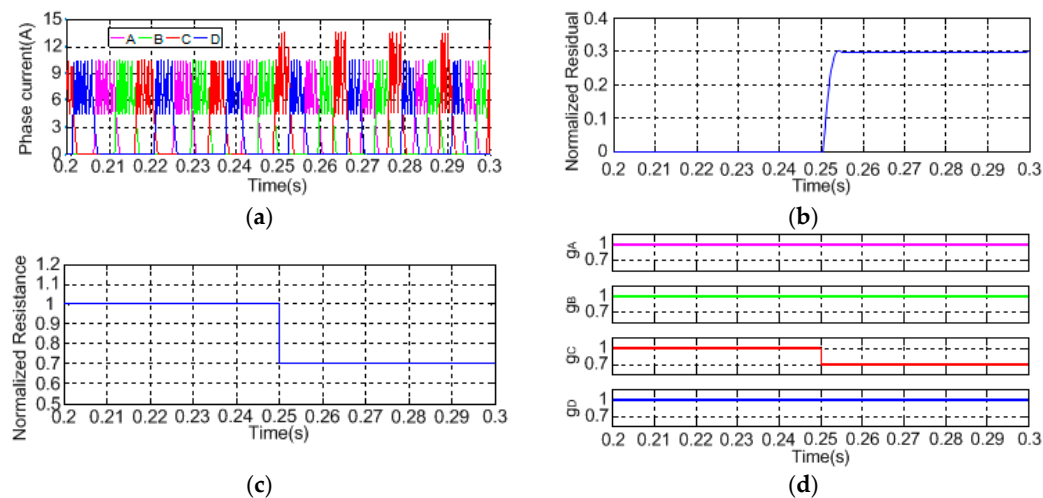 Phase current(A)
15
12
9
6
3
0
A B C D
0.2 0.21 0.22 0.23 0.24 0.25 0.26 0.27 0.28 0.29 0.3
Time(s)
(a)
Normalized Residual
0.4
0.3
0.2
0.1
0
0.2 0.21 0.22 0.23 0.24 0.25 0.26 0.27 0.28 0.29 0.3
Time(s)
(b)
Normalized Resistance
1.2
1.1
1
0.9
0.8
0.7
0.6
0.5
0.2 0.21 0.22 0.23 0.24 0.25 0.26 0.27 0.28 0.29 0.3
Time(s)
(c)
gA
1
0.7
gB
1
0.7
gC
1
0.7
gD
1
0.7
0.2 0.21 0.22 0.23 0.24 0.25 0.26 0.27 0.28 0.29 0.3
Time(s)
(d)